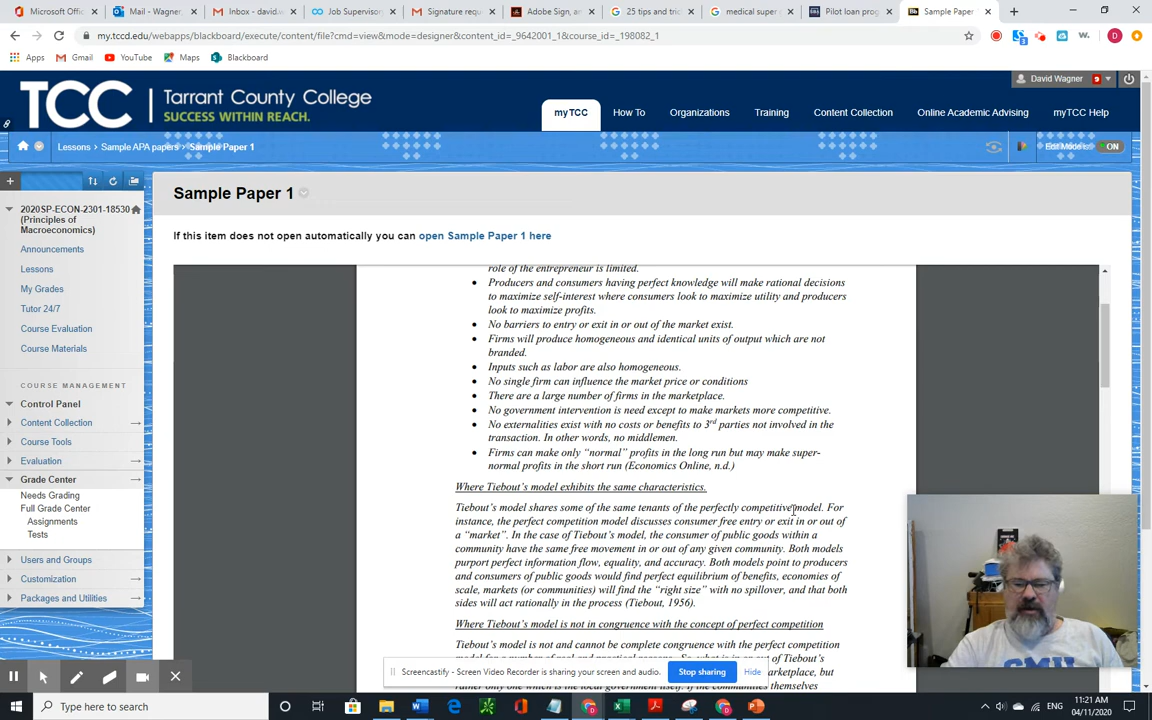 Microsoft Offic
Mail - Wagner,
Inbox - david.w
Job Supervisor
Signature requ
Adobe Sign, an
25 tips and tric
medical super
Pilot loan prog
Sample Paper
my.tccd.edu/webapps/blackboard/execute/content/file?cmd=view&mode=designer&content_id=_9642001_1&course_id=_198082_1
Apps
Gmail
YouTube
Maps
Blackboard
David Wagner
9
TCC
Tarrant County College
SUCCESS WITHIN REACH.
myTCC
How To
Organizations
Training
Content Collection
Online Academic Advising
myTCC Help
Lessons
Sample APA papers
Sample Paper 1
Edit Mode is:
ON
2020SP-ECON-2301-18530
(Principles of
Macroeconomics)
Announcements
Lessons
My Grades
Tutor 24/7
Course Evaluation
Course Materials
COURSE MANAGEMENT
Control Panel
Content Collection
Course Tools
Evaluation
Grade Center
Needs Grading
Full Grade Center
Assignments
Tests
Users and Groups
Customization
Packages and Utilities
Sample Paper 1
If this item does not open automatically you can open Sample Paper 1 here
role of the entrepreneur is limited.
• Producers and consumers having perfect knowledge will make rational decisions
to maximize self-interest where consumers look to maximize utility and producers
look to maximize profits.
• No barriers to entry or exit in or out of the market exist.
• Firms will produce homogeneous and identical units of output which are not
branded.
• Inputs such as labor are also homogeneous.
• No single firm can influence the market price or conditions
• There are a large number of firms in the marketplace.
• No government intervention is need except to make markets more competitive.
• No externalities exist with no costs or benefits to 3rd parties not involved in the
transaction. In other words, no middlemen.
• Firms can make only “normal” profits in the long run but may make super-
normal profits in the short run (Economics Online, n.d.)
Where Tiebout’s model exhibits the same characteristics.
Tiebout’s model shares some of the same tenants of the perfectly competitive model. For
instance, the perfect competition model discusses consumer free entry or exit in or out of
a “market”. In the case of Tiebout’s model, the consumer of public goods within a
community have the same free movement in or out of any given community. Both models
purport perfect information flow, equality, and accuracy. Both models point to producers
and consumers of public goods would find perfect equilibrium of benefits, economies of
scale, markets (or communities) will find the “right size” with no spillover, and that both
sides will act rationally in the process (Tiebout, 1956).
Where Tiebout’s model is not in congruence with the concept of perfect competition
Tiebout’s model is not and cannot be complete congruence with the perfect competition
of Tiebout’s
marketplace, but
rather only one which is the local government itself. If the communities themselves
Screencastify - Screen Video Recorder is sharing your screen and audio.
Stop sharing
Hide
SMU
Type here to search
ENG
11:21 AM
04/11/2020